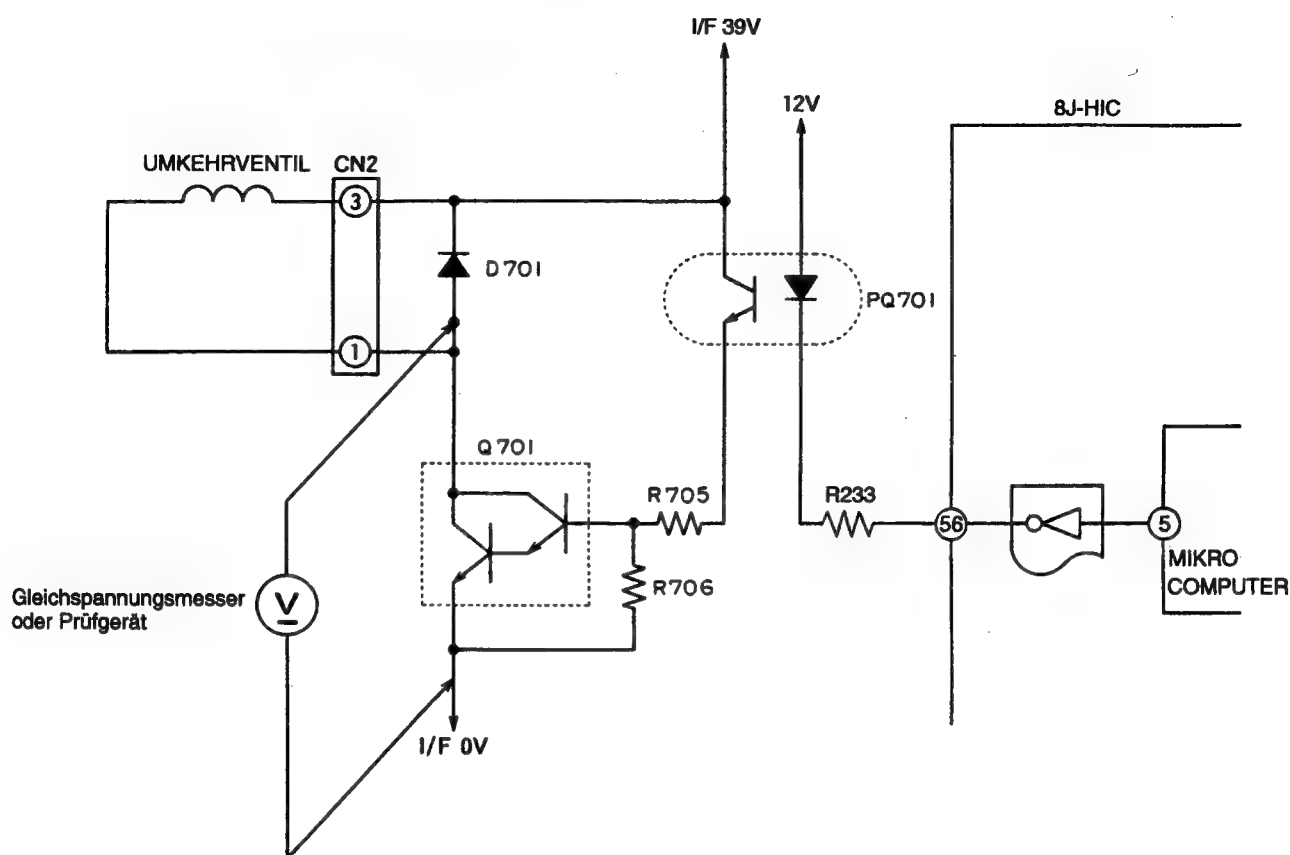 I/F 39V
12V
8J-HIC
UMKEHRVENTIL
CN2
3
D701
PQ701
1
Q701
R705
R233
56
5
MIKRO
COMPUTER
R706
Gleichspannungsmesser
oder Prüfgerät
V
I/F 0V